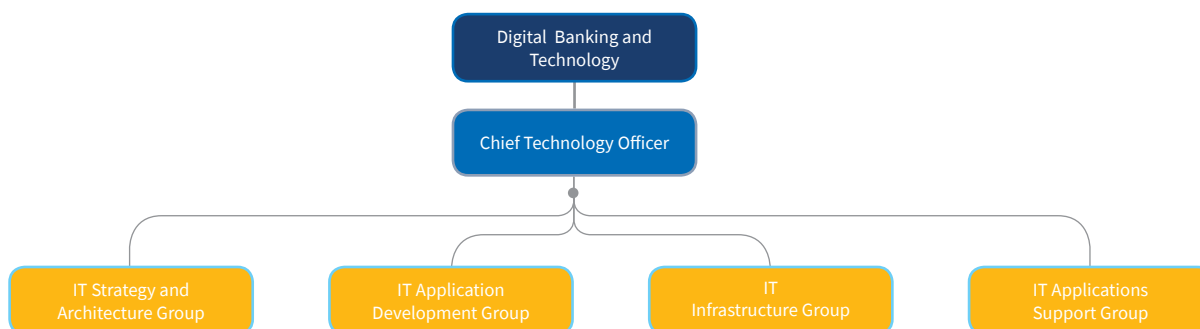 Digital Banking and
Technology
Chief Technology Officer
IT Strategy and
Architecture Group
IT Application
Development Group
IT
Infrastructure Group
IT Applications
Support Group